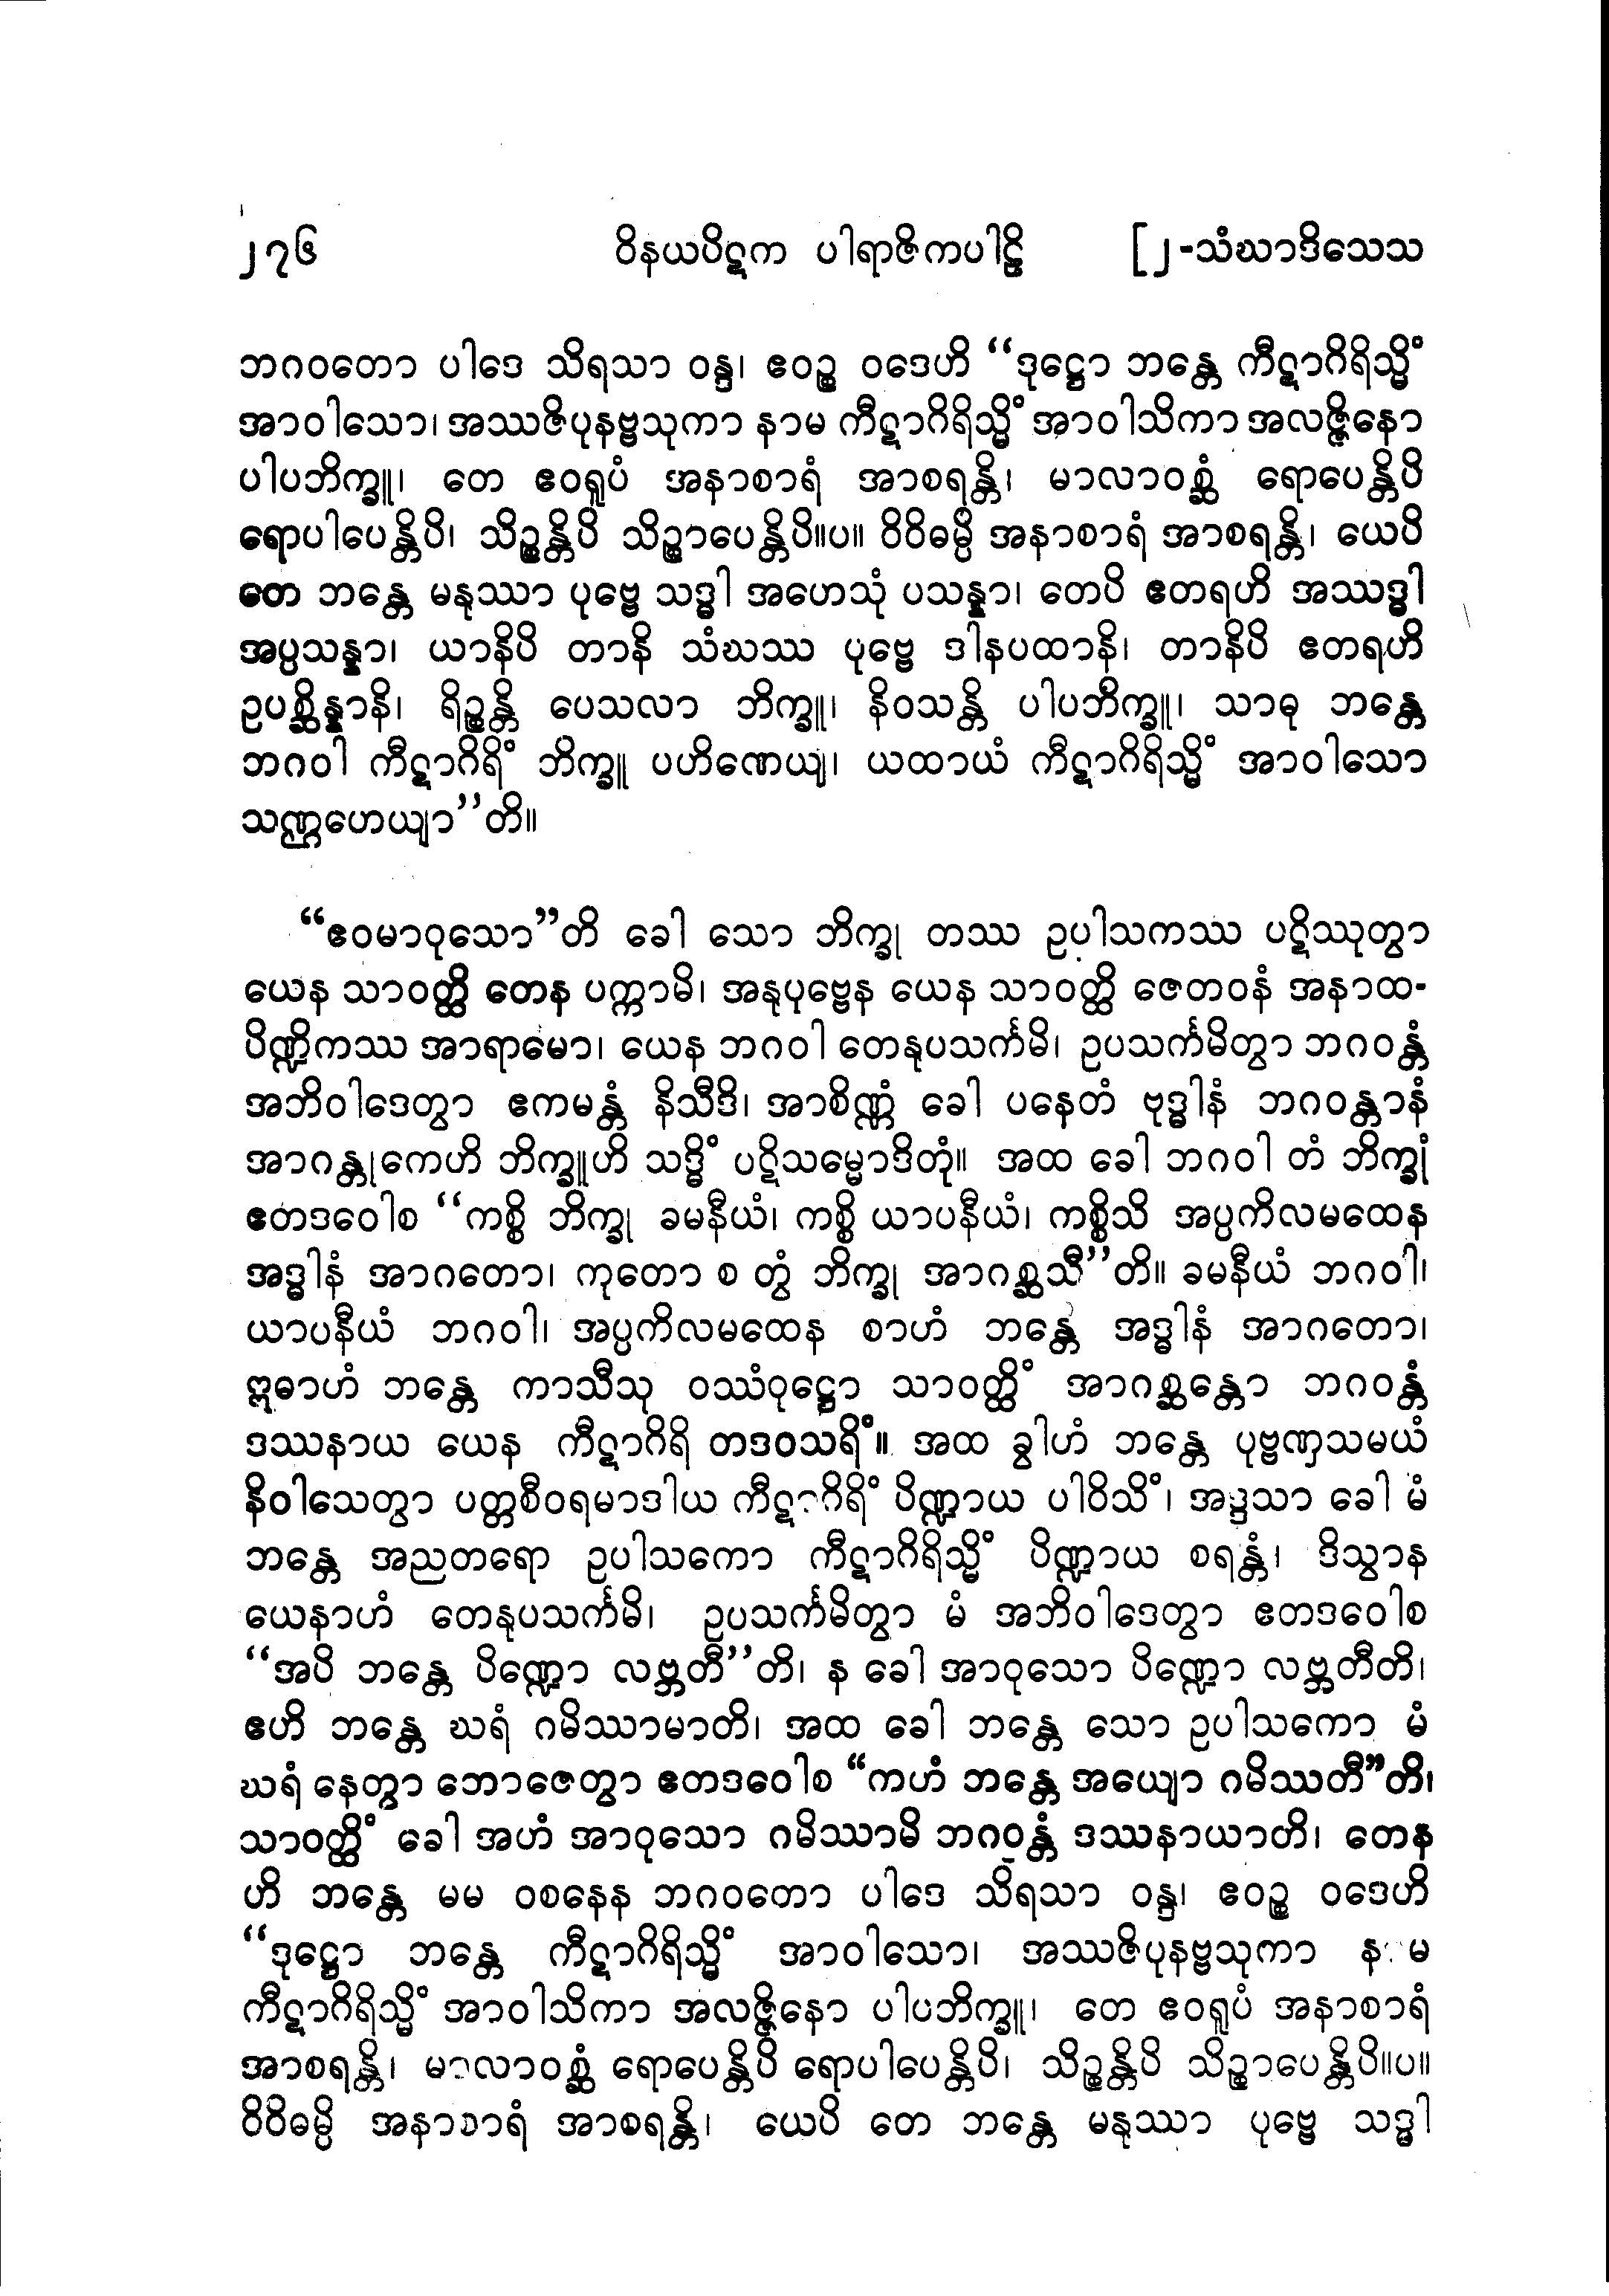 ၂၇၆ ဝိနယပိဋက ပါရာဇိကပါဠိ [၂-သံဃာဒိသေသ
ဘဂဝတော ပါဒေ သိရသာ ဝန္ဒ၊ ဧဝဉ္စ ဝဒေဟိ “ဒုဋ္ဌော ဘန္တေ ကီဋာဂိရိသ္မိံ
အာဝါသော၊ အဿဇိပုနဗ္ဗသုကာ နာမ ကီဋာဂိရိသ္မိံ အာဝါသိကာ အလဇ္ဇိနော
ပါပဘိက္ခူ၊ တေ ဧဝရူပံ အနာစာရံ အာစရန္တိ၊ မာလာဝစ္ဆံ ရောပေန္တိပိ
ရောပါပေန္တိပိ၊ သိဉ္စန္တိပိ သိဉ္စာပေန္တိပိ။ပ။ ဝိဝိဓမ္ပိ အနာစာရံ အာစရန္တိ၊ ယေပိ
တေ ဘန္တေ မနုဿာ ပုဗ္ဗေ သဒ္ဓါ အဟေသုံ ပသန္နာ၊ တေပိ ဧတရဟိ အဿဒ္ဓါ
အပ္ပသန္နာ၊ ယာနိပိ တာနိ သံဃဿ ပုဗ္ဗေ ဒါနပထာနိ၊ တာနိပိ ဧတရဟိ
ဥပစ္ဆိန္နာနိ၊ ရိဉ္စန္တိ ပေသလာ ဘိက္ခူ၊ နိဝသန္တိ ပါပဘိက္ခူ၊ သာဓု ဘန္တေ
ဘဂဝါ ကီဋာဂိရိံ ဘိက္ခူ ပဟိဏေယျ၊ ယထာယံ ကီဋာဂိရိသ္မိံ အာဝါသော
သဏ္ဌဟေယျာ”တိ။
“ဧဝမာဝုသော”တိ ခေါ သော ဘိက္ခု တဿ ဥပါသကဿ ပဋိဿုတွာ
ယေန သာဝတ္ထိ တေန ပက္ကာမိ၊ အနုပုဗ္ဗေန ယေန သာဝတ္ထိ ဇေတဝနံ အနာထ-
ပိဏ္ဍိကဿ အာရာမော၊ ယေန ဘဂဝါ တေနုပသင်္ကမိ၊ ဥပသင်္ကမိတွာ ဘဂဝန္တံ
အဘိဝါဒေတွာ ဧကမန္တံ နိသီဒိ၊ အာစိဏ္ဏံ ခေါ ပနေတံ ဗုဒ္ဓါနံ ဘဂဝန္တာနံ
အာဂန္တုကေဟိ ဘိက္ခူဟိ သဒ္ဓိံ ပဋိသမ္မောဒိတုံ။ အထ ခေါ ဘဂဝါ တံ ဘိက္ခုံ
ဧတဒဝေါစ “ကစ္စိ ဘိက္ခု ခမနီယံ၊ ကစ္စိ ယာပနီယံ၊ ကစ္စိသိ အပ္ပကိလမထေန
အဒ္ဓါနံ အာဂတော၊ ကုတော စ တွံ ဘိက္ခု အာဂစ္ဆသီ”တိ။ ခမနီယံ ဘဂဝါ၊
ယာပနီယံ ဘဂဝါ၊ အပ္ပကိလမထေန စာဟံ ဘန္တေ အဒ္ဓါနံ အာဂတော၊
ဣဓာဟံ ဘန္တေ ကာသီသု ဝဿံဝုဋ္ဌော သာဝတ္ထိံ အာဂစ္ဆန္တော ဘဂဝန္တံ
ဒဿနာယ ယေန ကီဋာဂိရိ တဒဝသရိံ။ အထ ခွါဟံ ဘန္တေ ပုဗ္ဗဏှသမယံ
နိဝါသေတွာ ပတ္တစီဝရမာဒါယ ကီဋာဂိရိံ ပိဏ္ဍာယ ပါဝိသိံ၊ အဒ္ဒသာ ခေါ မံ
ဘန္တေ အညတရော ဥပါသကော ကီဋာဂိရိသ္မိံ ပိဏ္ဍာယ စရန္တံ၊ ဒိသွာန
ယေနာဟံ တေနုပသင်္ကမိ၊ ဥပသင်္ကမိတွာ မံ အဘိဝါဒေတွာ ဧတဒဝေါစ
“အပိ ဘန္တေ ပိဏ္ဍော လဗ္ဘတီ”တိ၊ န ခေါ အာဝုသော ပိဏ္ဍော လဗ္ဘတီတိ၊
ဧဟိ ဘန္တေ ဃရံ ဂမိဿာမာတိ၊ အထ ခေါ ဘန္တေ သော ဥပါသကော မံ
ဃရံ နေတွာ ဘောဇေတွာ ဧတဒဝေါစ “ကဟံ ဘန္တေ အယျော ဂမိဿတီ”တိ၊
သာဝတ္ထိံ ခေါ အဟံ အာဝုသော ဂမိဿာမိ ဘဂဝန္တံ ဒဿနာယာတိ၊ တေန
ဟိ ဘန္တေ မမ ဝစနေန ဘဂဝတော ပါဒေ သိရသာ ဝန္ဒ၊ ဧဝဉ္စ ဝဒေဟိ
“ဒုဋ္ဌော ဘန္တေ ကီဋာဂိရိသ္မိံ အာဝါသော၊ အဿဇိပုနဗ္ဗသုကာ နာမ
ကီဋာဂိရိသ္မိံ အာဝါသိကာ အလဇ္ဇိနော ပါပဘိက္ခူ၊ တေ ဧဝရူပံ အနာစာရံ
အာစရန္တိ၊ မာလာဝစ္ဆံ ရောပေန္တိပိ ရောပါပေန္တိပိ၊ သိဉ္စန္တိပိ သိဉ္စာပေန္တိပိ။ပ။
ဝိဝိဓမ္ပိ အနာစာရံ အာစရန္တိ၊ ယေပိ တေ ဘန္တေ မနုဿာ ပုဗ္ဗေ သဒ္ဓါ